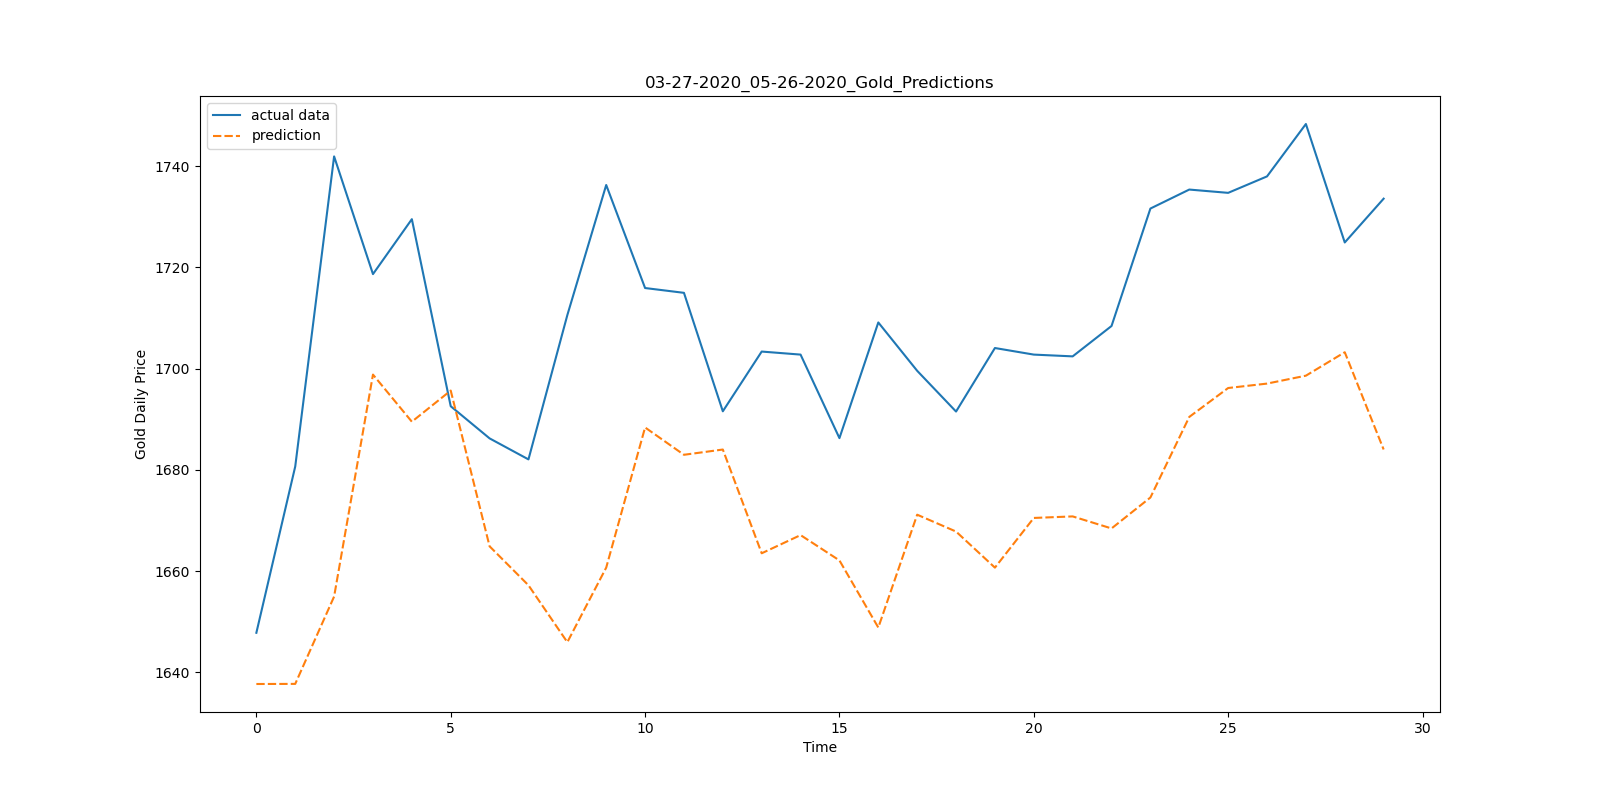 03-27-2020_05-26-2020_Gold_Predictions
actual data
prediction
1740
1720
1700
1680
1660
1640
Gold Daily Price
0 5 10 15 20 25 30
Time